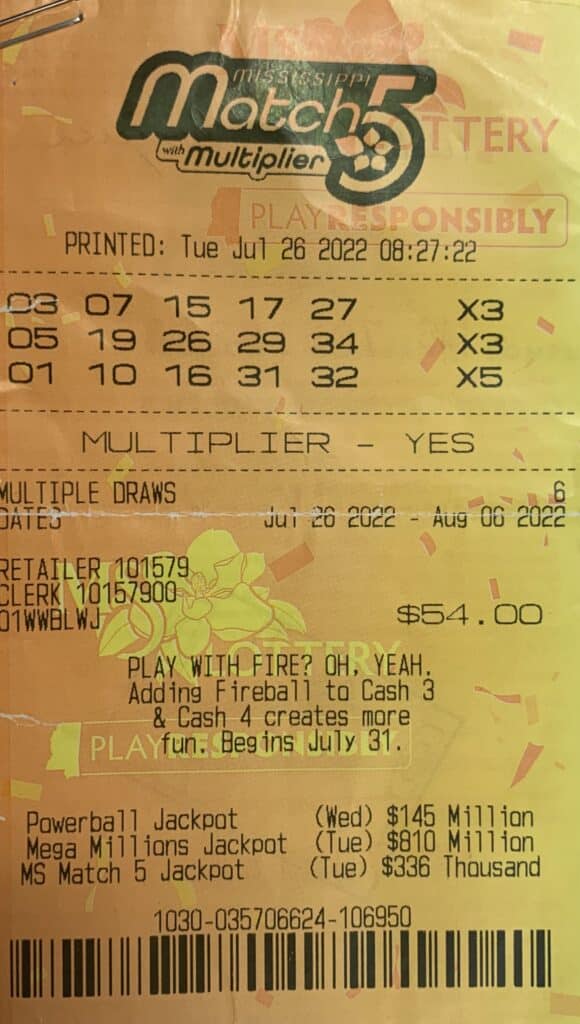 MISSISSIPPI
Match 5
with Multiplier
LOTTERY
PLAY RESPONSIBLY
PRINTED: Tue Jul 26 2022 08:27:22
03 07 15 17 27 X3
05 19 26 29 34 X3
01 10 16 31 32 X5
MULTIPLIER - YES
MULTIPLE DRAWS 6
DATES Jul 26 2022 - Aug 06 2022
RETAILER 101579
CLERK 10157900
01WWBLWJ $54.00
LOTTERY
PLAY WITH FIRE? OH, YEAH.
Adding Fireball to Cash 3
& Cash 4 creates more
fun. Begins July 31.
PLAY RESPONSIBLY
Powerball Jackpot (Wed) $145 Million
Mega Millions Jackpot (Tue) $810 Million
MS Match 5 Jackpot (Tue) $336 Thousand
1030-035706624-106950